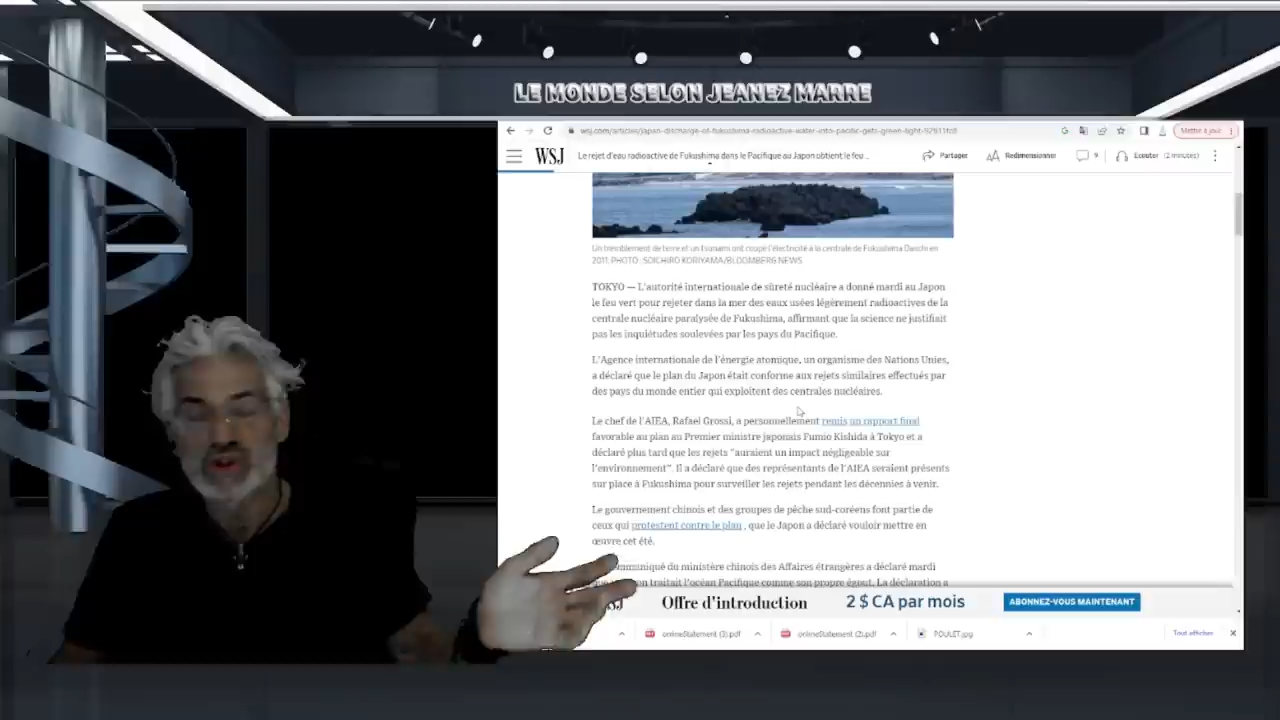 LE MONDE SELON JEANEZ MARRE
wsj.com/articles/japan-ditchange-of-fukushima-radioactive-water-into-pacific-gets-green-light-92911fc8
Mettre à jour
WSJ
Le rejet d'eau radioactive de Fukushima dans le Pacifique au Japon obtient le feu ...
Partager
Redimensionner
9
Ecouter (2 minutes)
Un tremblement de terre et un tsunami ont coupé l'électricité à la centrale de Fukushima Daiichi en
2011. PHOTO : SOICHIRO KORIYAMA/BLOOMBERG NEWS
TOKYO — L'autorité internationale de sûreté nucléaire a donné mardi au Japon
le feu vert pour rejeter dans la mer des eaux usées légèrement radioactives de la
centrale nucléaire paralysée de Fukushima, affirmant que la science ne justifiait
pas les inquiétudes soulevées par les pays du Pacifique.
L'Agence internationale de l'énergie atomique, un organisme des Nations Unies,
a déclaré que le plan du Japon était conforme aux rejets similaires effectués par
des pays du monde entier qui exploitent des centrales nucléaires.
Le chef de l'AIEA, Rafael Grossi, a personnellement remis un rapport final
favorable au plan au Premier ministre japonais Fumio Kishida à Tokyo et a
déclaré plus tard que les rejets "auraient un impact négligeable sur
l'environnement". Il a déclaré que des représentants de l'AIEA seraient présents
sur place à Fukushima pour surveiller les rejets pendant les décennies à venir.
Le gouvernement chinois et des groupes de pêche sud-coréens font partie de
ceux qui protestent contre le plan , que le Japon a déclaré vouloir mettre en
œuvre cet été.
du ministère chinois des Affaires étrangères a déclaré mardi
traitait l'océan Pacifique comme son propre égout. La déclaration a
Offre d'introduction
2 $ CA par mois
ABONNEZ-VOUS MAINTENANT
onlineStatement (3).pdf
onlineStatement (2).pdf
POULET.jpg
Tout afficher